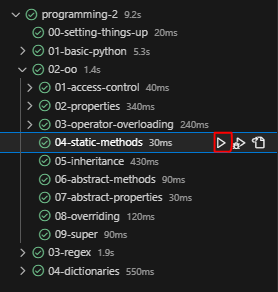 programming-2 9.2s
00-setting-things-up 20ms
01-basic-python 5.3s
02-oo 1.4s
01-access-control 40ms
02-properties 340ms
03-operator-overloading 240ms
04-static-methods 30ms
05-inheritance 430ms
06-abstract-methods 90ms
07-abstract-properties 30ms
08-overriding 120ms
09-super 90ms
03-regex 1.9s
04-dictionaries 550ms